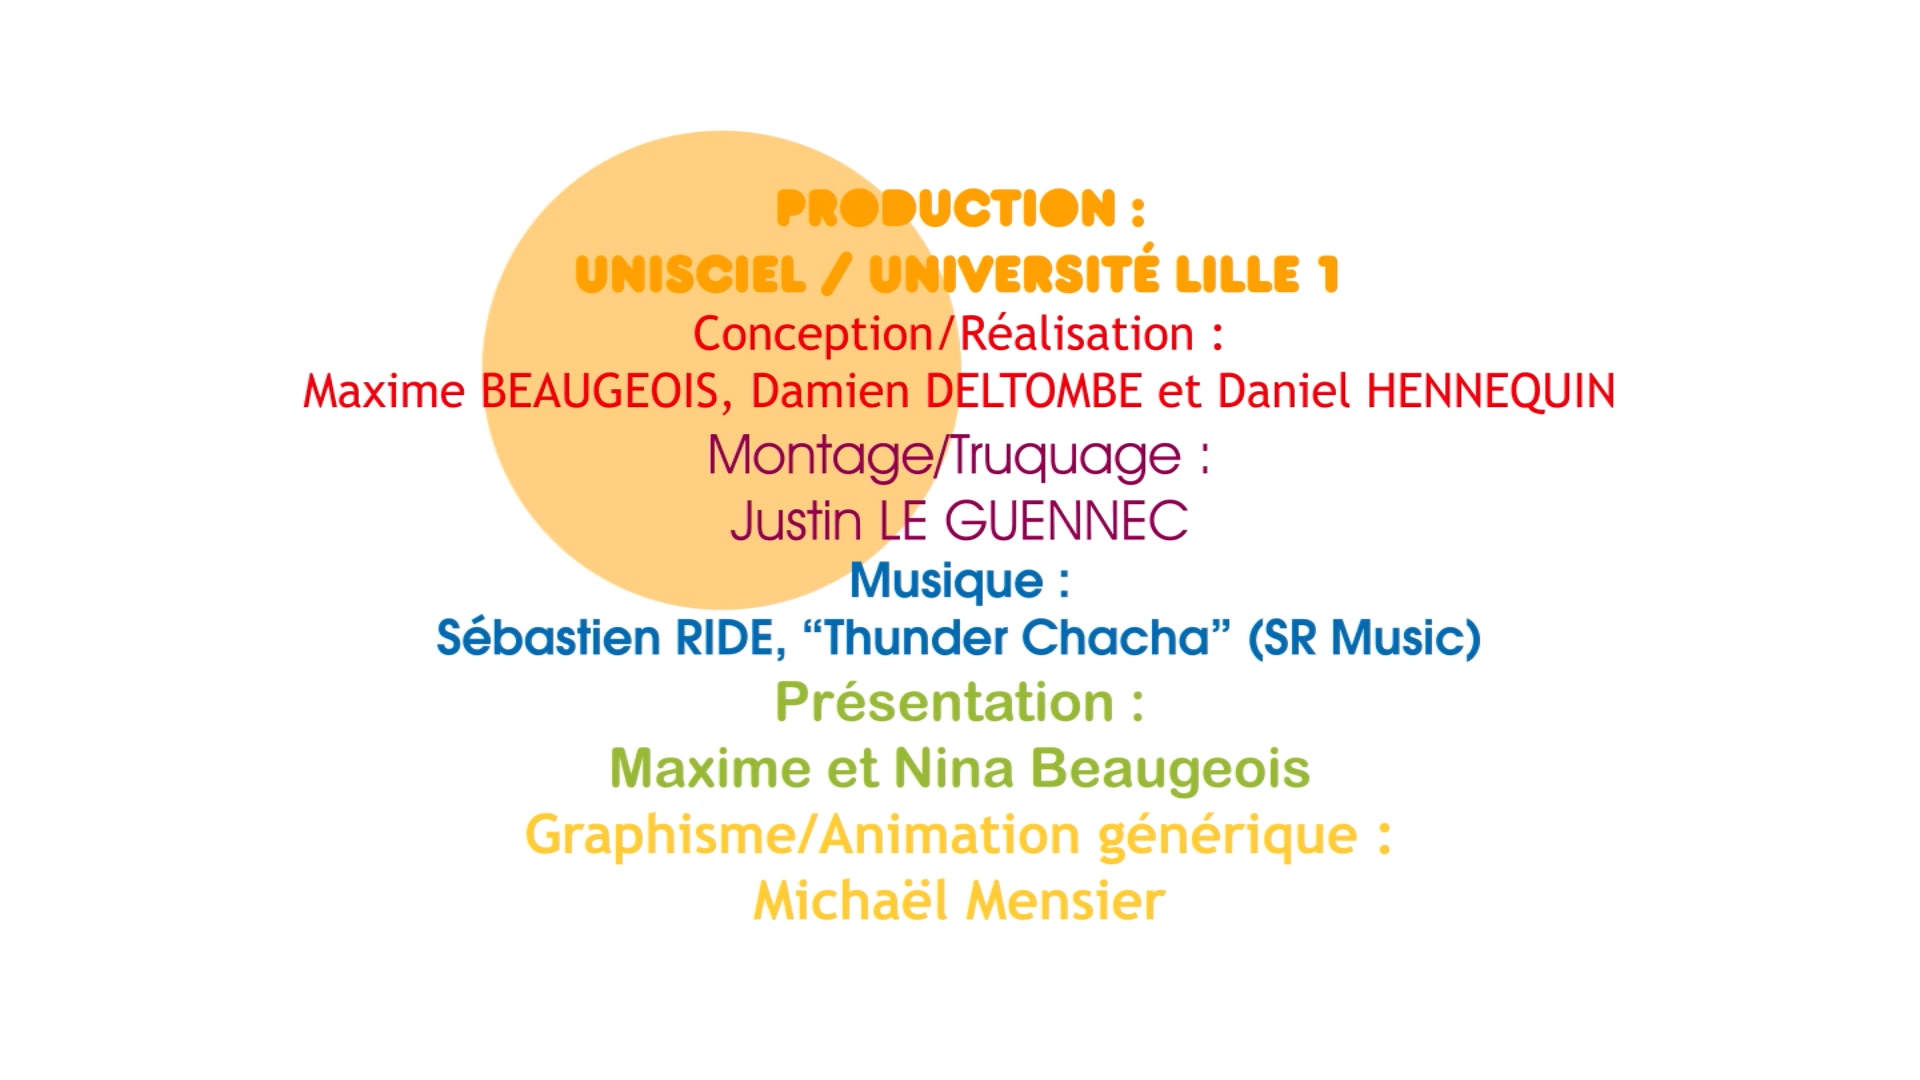 PRODUCTION :
UNISCIEL / UNIVERSITÉ LILLE 1
Conception/Réalisation :
Maxime BEAUGEOIS, Damien DELTOMBE et Daniel HENNEQUIN
Montage/Truquage :
Justin LE GUENNEC
Musique :
Sébastien RIDE, “Thunder Chacha” (SR Music)
Présentation :
Maxime et Nina Beaugeois
Graphisme/Animation générique :
Michaël Mensier